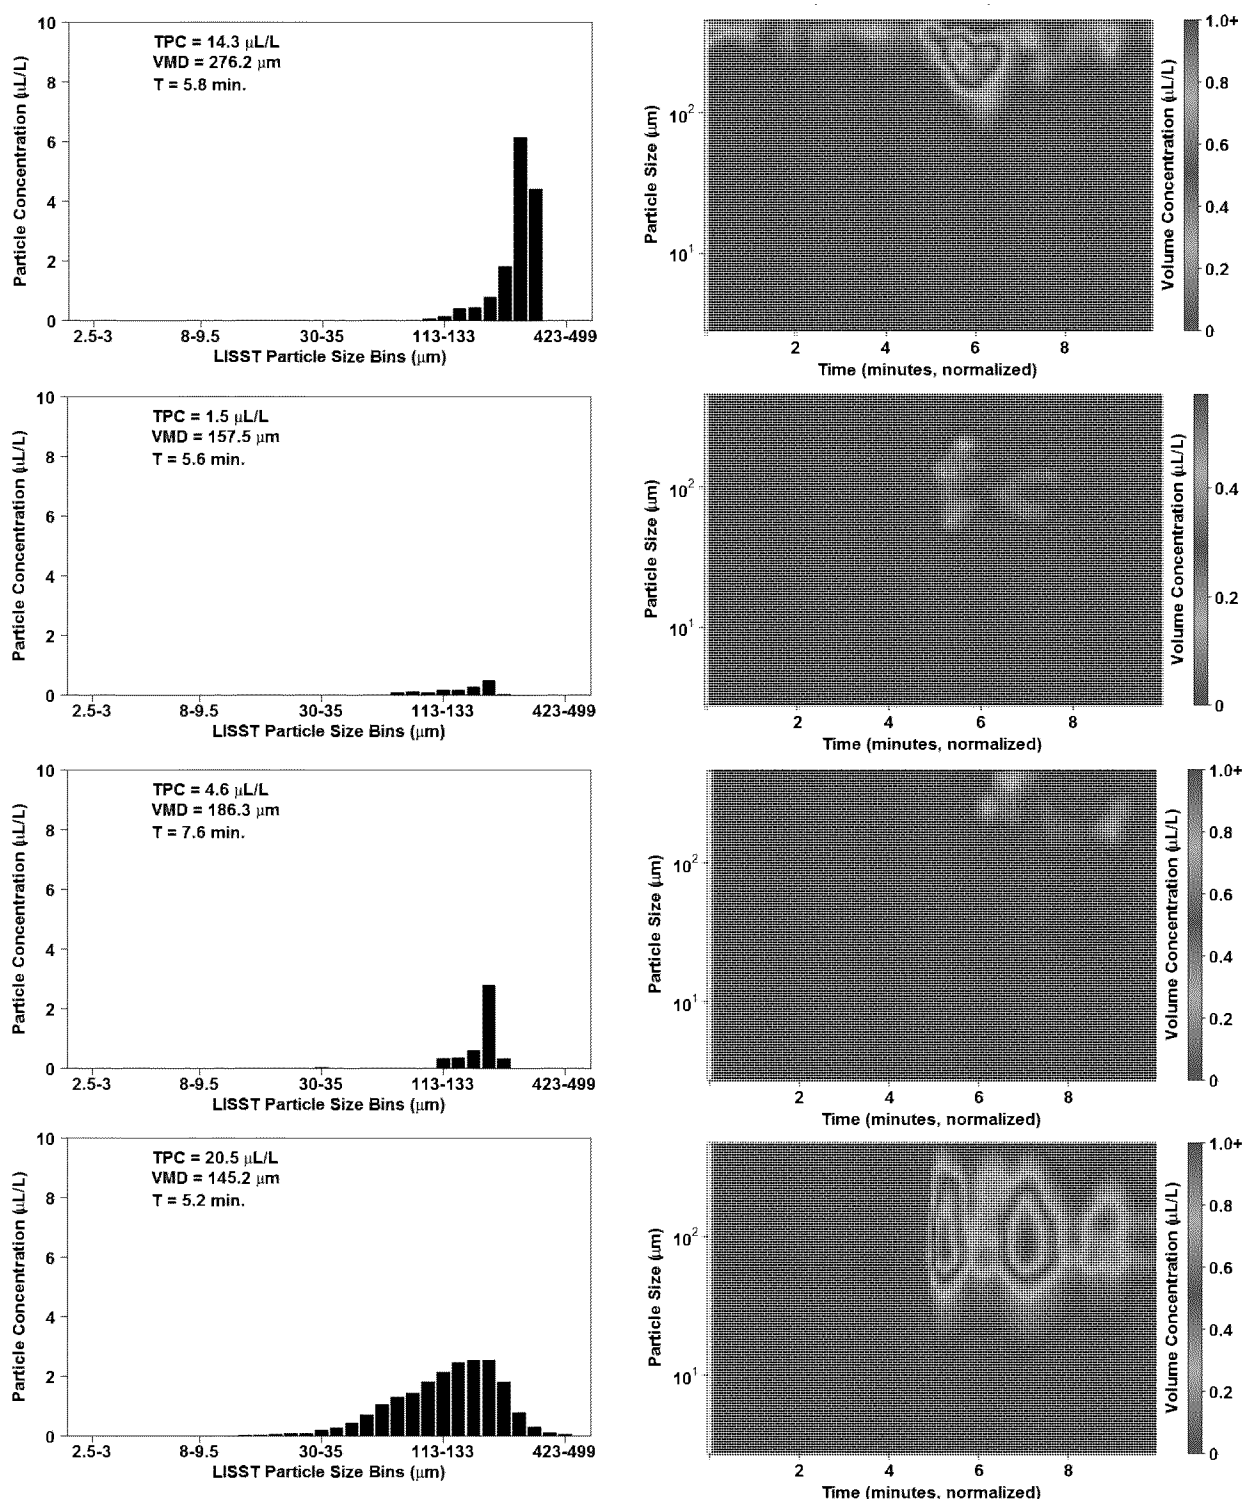 10
8
6
4
2
0
Particle Concentration (μL/L)
TPC = 14.3 μL/L
VMD = 276.2 μm
T = 5.8 min.
2.5-3 8-9.5 30-35 113-133 423-499
LISST Particle Size Bins (μm)
Particle Size (μm)
10²
10¹
2 4 6 8
Time (minutes, normalized)
Volume Concentration (μL/L)
1.0+
0.8
0.6
0.4
0.2
0
10
8
6
4
2
0
Particle Concentration (μL/L)
TPC = 1.5 μL/L
VMD = 157.5 μm
T = 5.6 min.
2.5-3 8-9.5 30-35 113-133 423-499
LISST Particle Size Bins (μm)
Particle Size (μm)
10²
10¹
2 4 6 8
Time (minutes, normalized)
Volume Concentration (μL/L)
0.4
0.2
0
10
8
6
4
2
0
Particle Concentration (μL/L)
TPC = 4.6 μL/L
VMD = 186.3 μm
T = 7.6 min.
2.5-3 8-9.5 30-35 113-133 423-499
LISST Particle Size Bins (μm)
Particle Size (μm)
10²
10¹
2 4 6 8
Time (minutes, normalized)
Volume Concentration (μL/L)
1.0+
0.8
0.6
0.4
0.2
0
10
8
6
4
2
0
Particle Concentration (μL/L)
TPC = 20.5 μL/L
VMD = 145.2 μm
T = 5.2 min.
2.5-3 8-9.5 30-35 113-133 423-499
LISST Particle Size Bins (μm)
Particle Size (μm)
10²
10¹
2 4 6 8
Time (minutes, normalized)
Volume Concentration (μL/L)
1.0+
0.8
0.6
0.4
0.2
0